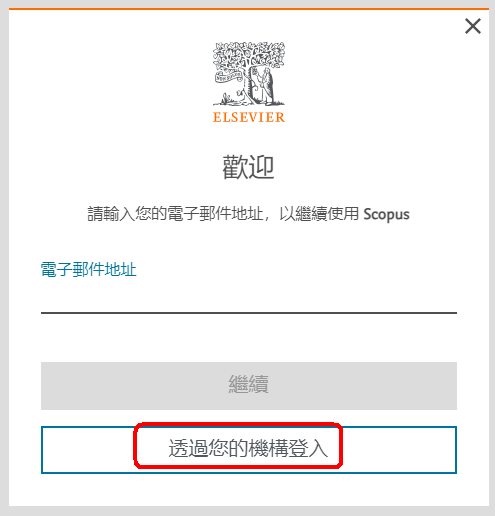 ELSEVIER
歡迎
請輸入您的電子郵件地址，以繼續使用 Scopus
電子郵件地址
繼續
透過您的機構登入